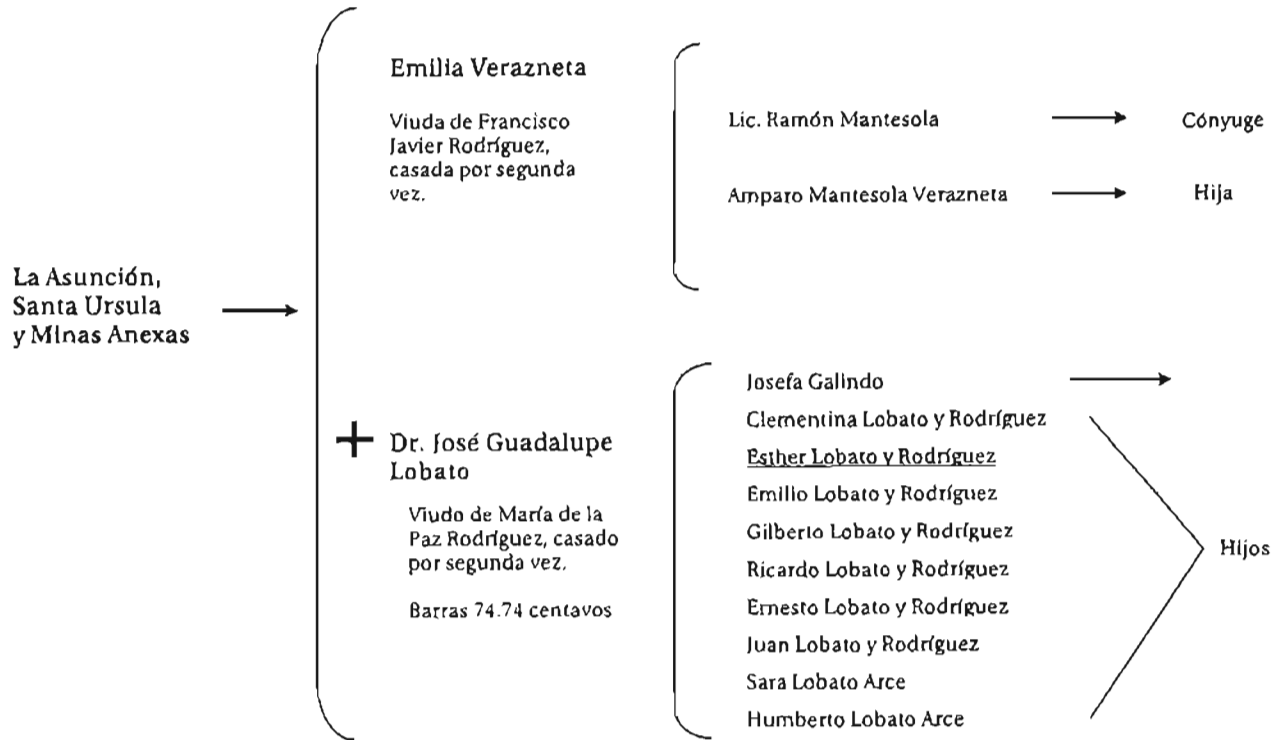 La Asunción,
Santa Ursula
y Minas Anexas
Emilia Verazneta
Viuda de Francisco
Javier Rodríguez,
casada por segunda
vez.
Lic. Ramón Mantesola
Cónyuge
Amparo Mantesola Verazneta
Hija
+ Dr. José Guadalupe
Lobato
Viudo de María de la
Paz Rodríguez, casado
por segunda vez.
Barras 74.74 centavos
Josefa Galindo
Clementina Lobato y Rodríguez
Esther Lobato y Rodríguez
Emilio Lobato y Rodríguez
Gilberto Lobato y Rodríguez
Ricardo Lobato y Rodríguez
Ernesto Lobato y Rodríguez
Juan Lobato y Rodríguez
Sara Lobato Arce
Humberto Lobato Arce
Hijos